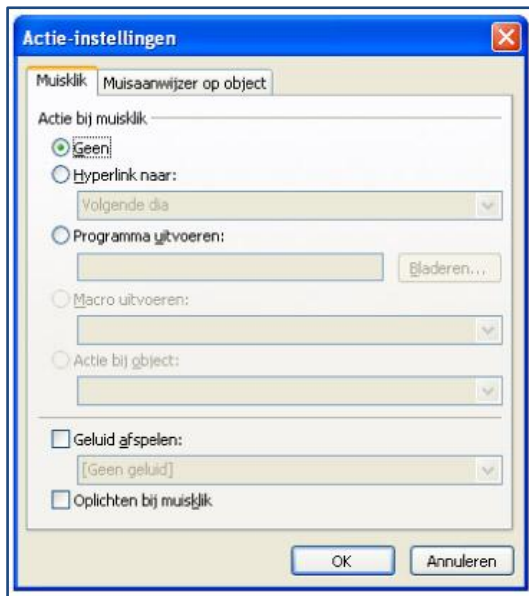 Actie-instellingen
Muisklik Muisaanwijzer op object
Actie bij muisklik
Geen
Hyperlink naar:
Volgende dia
Programma uitvoeren:
Bladeren...
Macro uitvoeren:
Actie bij object:
Geluid afspelen:
[Geen geluid]
Oplichten bij muisklik
OK Annuleren